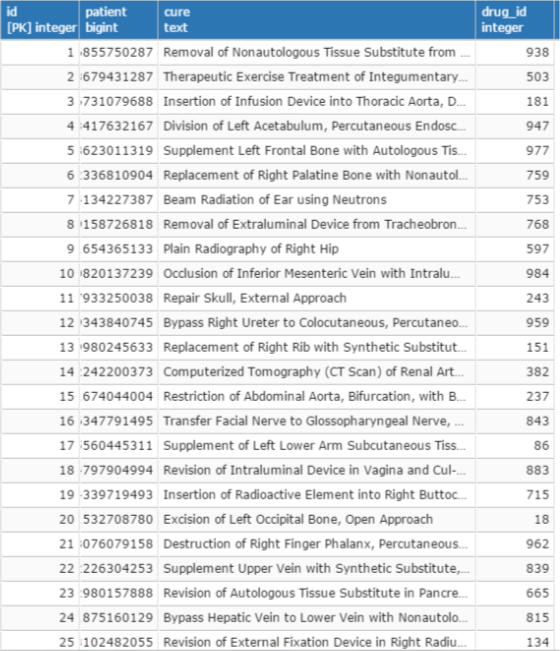 id patient cure drug_id
[PK] integer bigint text integer
1 855750287 Removal of Nonautologous Tissue Substitute from ... 938
2 679431287 Therapeutic Exercise Treatment of Integumentary... 503
3 731079688 Insertion of Infusion Device into Thoracic Aorta, D... 181
4 417632167 Division of Left Acetabulum, Percutaneous Endosc... 947
5 623011319 Supplement Left Frontal Bone with Autologous Tis... 977
6 336810904 Replacement of Right Palatine Bone with Nonautol... 759
7 134227387 Beam Radiation of Ear using Neutrons 753
8 158726818 Removal of Extraluminal Device from Tracheobron... 768
9 654365133 Plain Radiography of Right Hip 597
10 820137239 Occlusion of Inferior Mesenteric Vein with Intralu... 984
11 933250038 Repair Skull, External Approach 243
12 343840745 Bypass Right Ureter to Colocutaneous, Percutaneo... 959
13 980245633 Replacement of Right Rib with Synthetic Substitut... 151
14 242200373 Computerized Tomography (CT Scan) of Renal Art... 382
15 674044004 Restriction of Abdominal Aorta, Bifurcation, with B... 237
16 347791495 Transfer Facial Nerve to Glossopharyngeal Nerve, ... 843
17 560445311 Supplement of Left Lower Arm Subcutaneous Tiss... 86
18 797904994 Revision of Intraluminal Device in Vagina and Cul-... 883
19 339719493 Insertion of Radioactive Element into Right Buttoc... 715
20 532708780 Excision of Left Occipital Bone, Open Approach 18
21 076079158 Destruction of Right Finger Phalanx, Percutaneous... 962
22 226304253 Supplement Upper Vein with Synthetic Substitute,... 839
23 980157888 Revision of Autologous Tissue Substitute in Pancre... 665
24 875160129 Bypass Hepatic Vein to Lower Vein with Nonautolo... 815
25 102482055 Revision of External Fixation Device in Right Radiu... 134